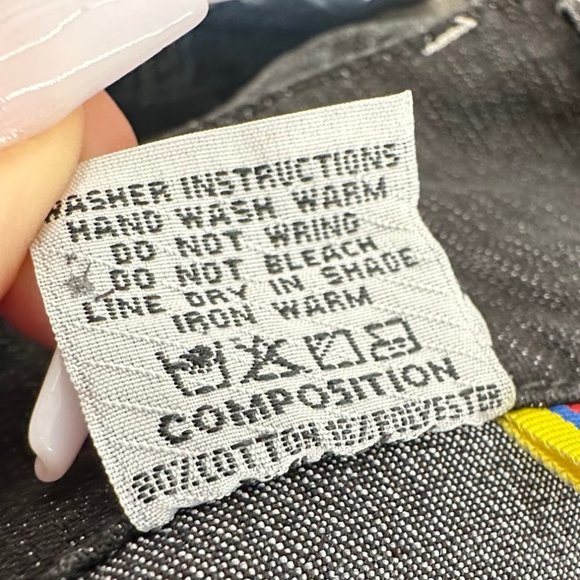 WASHER INSTRUCTIONS
HAND WASH WARM
DO NOT WRING
DO NOT BLEACH
LINE DRY IN SHADE
IRON WARM
COMPOSITION
COTTON POLYESTER